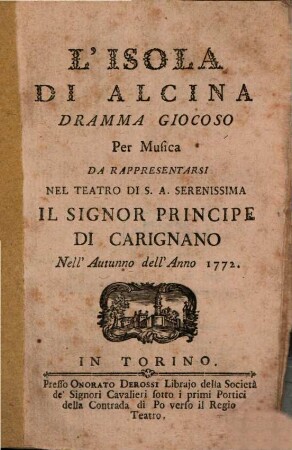 L'ISOLA
DI ALCINA
DRAMMA GIOCOSO
Per Musica
DA RAPPRESENTARSI
NEL TEATRO DI S. A. SERENISSIMA
IL SIGNOR PRINCIPE
DI CARIGNANO
Nell' Autunno dell' Anno 1772.
IN TORINO.
Presso ONORATO DEROSSI Librajo della Società
de' Signori Cavalieri sotto i primi Portici
della Contrada di Po verso il Regio
Teatro.